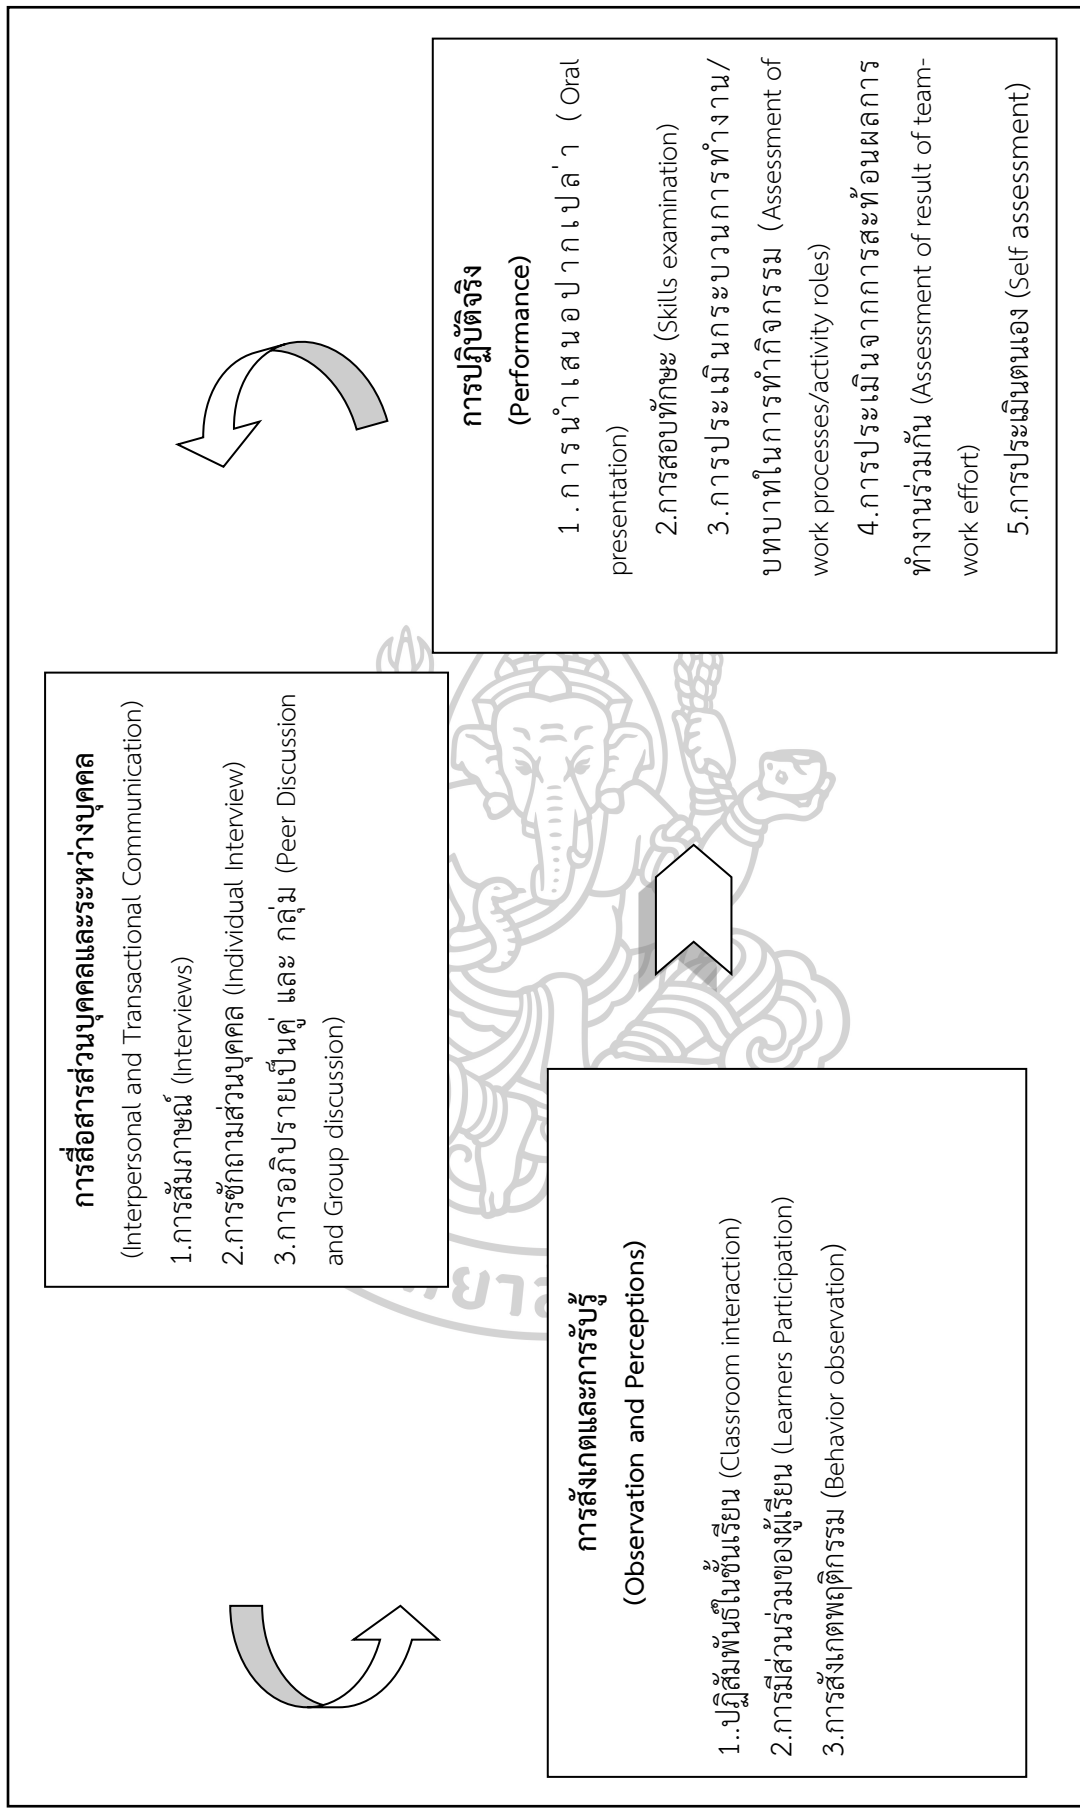 การสื่อสารส่วนบุคคลและระหว่างบุคคล
(Interpersonal and Transactional Communication)
1.การสัมภาษณ์ (Interviews)
2.การซักถามส่วนบุคคล (Individual Interview)
3.การอภิปรายเป็นคู่ และ กลุ่ม (Peer Discussion
and Group discussion)
การสังเกตและการรับรู้
(Observation and Perceptions)
1..ปฏิสัมพันธ์ในชั้นเรียน (Classroom interaction)
2.การมีส่วนร่วมของผู้เรียน (Learners Participation)
3.การสังเกตพฤติกรรม (Behavior observation)
การปฏิบัติจริง
(Performance)
1.การนำเสนอปากเปล่า (Oral
presentation)
2.การสอบทักษะ (Skills examination)
3.การประเมินกระบวนการทำงาน/
บทบาทในการทำกิจกรรม (Assessment of
work processes/activity roles)
4.การประเมินจากการสะท้อนผลการ
ทำงานร่วมกัน (Assessment of result of team-
work effort)
5.การประเมินตนเอง (Self assessment)